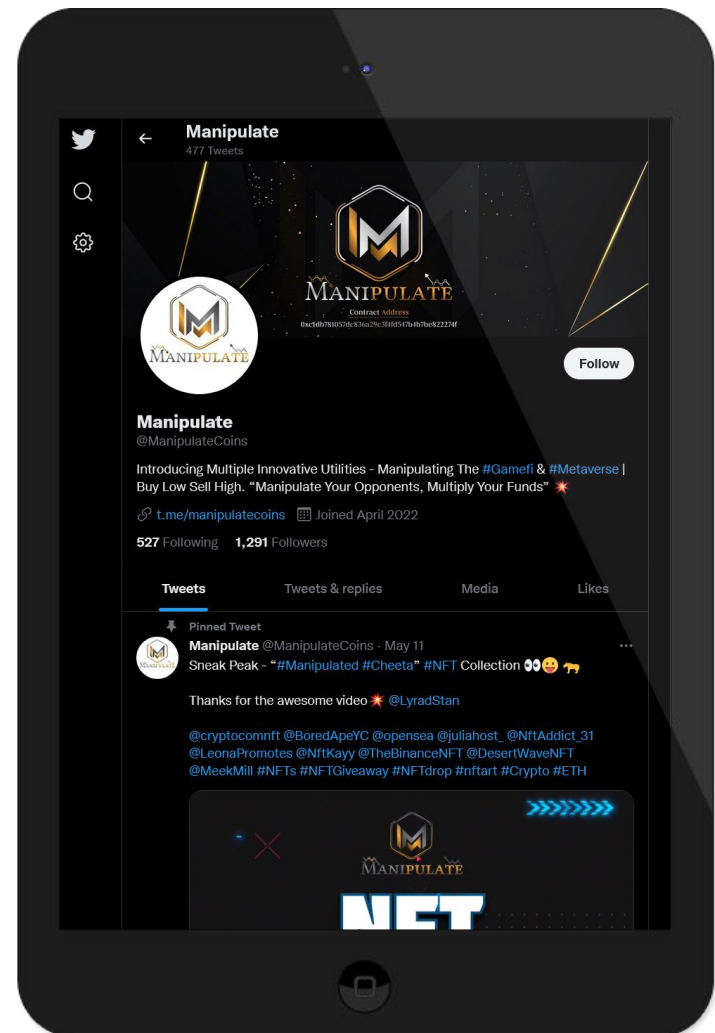 Manipulate
477 Tweets
MANIPULATE
Contract Address
0xc1db781057dc836a29c3f4fd547b4b7be822274f
MANIPULATE
Follow
Manipulate
@ManipulateCoins
Introducing Multiple Innovative Utilities - Manipulating The #Gamefi & #Metaverse |
Buy Low Sell High. “Manipulate Your Opponents, Multiply Your Funds” 💥
t.me/manipulatecoins Joined April 2022
527 Following 1,291 Followers
Tweets Tweets & replies Media Likes
Pinned Tweet
Manipulate @ManipulateCoins · May 11
Sneak Peak - “#Manipulated #Cheeta” #NFT Collection 👀😛🐆
Thanks for the awesome video💥 @LyradStan
@cryptocomnft @BoredApeYC @opensea @juliahost_ @NftAddict_31
@LeonaPromotes @NftKayy @TheBinanceNFT @DesertWaveNFT
@MeekMill #NFTs #NFTGiveaway #NFTdrop #nftart #Crypto #ETH
MANIPULATE
NFT